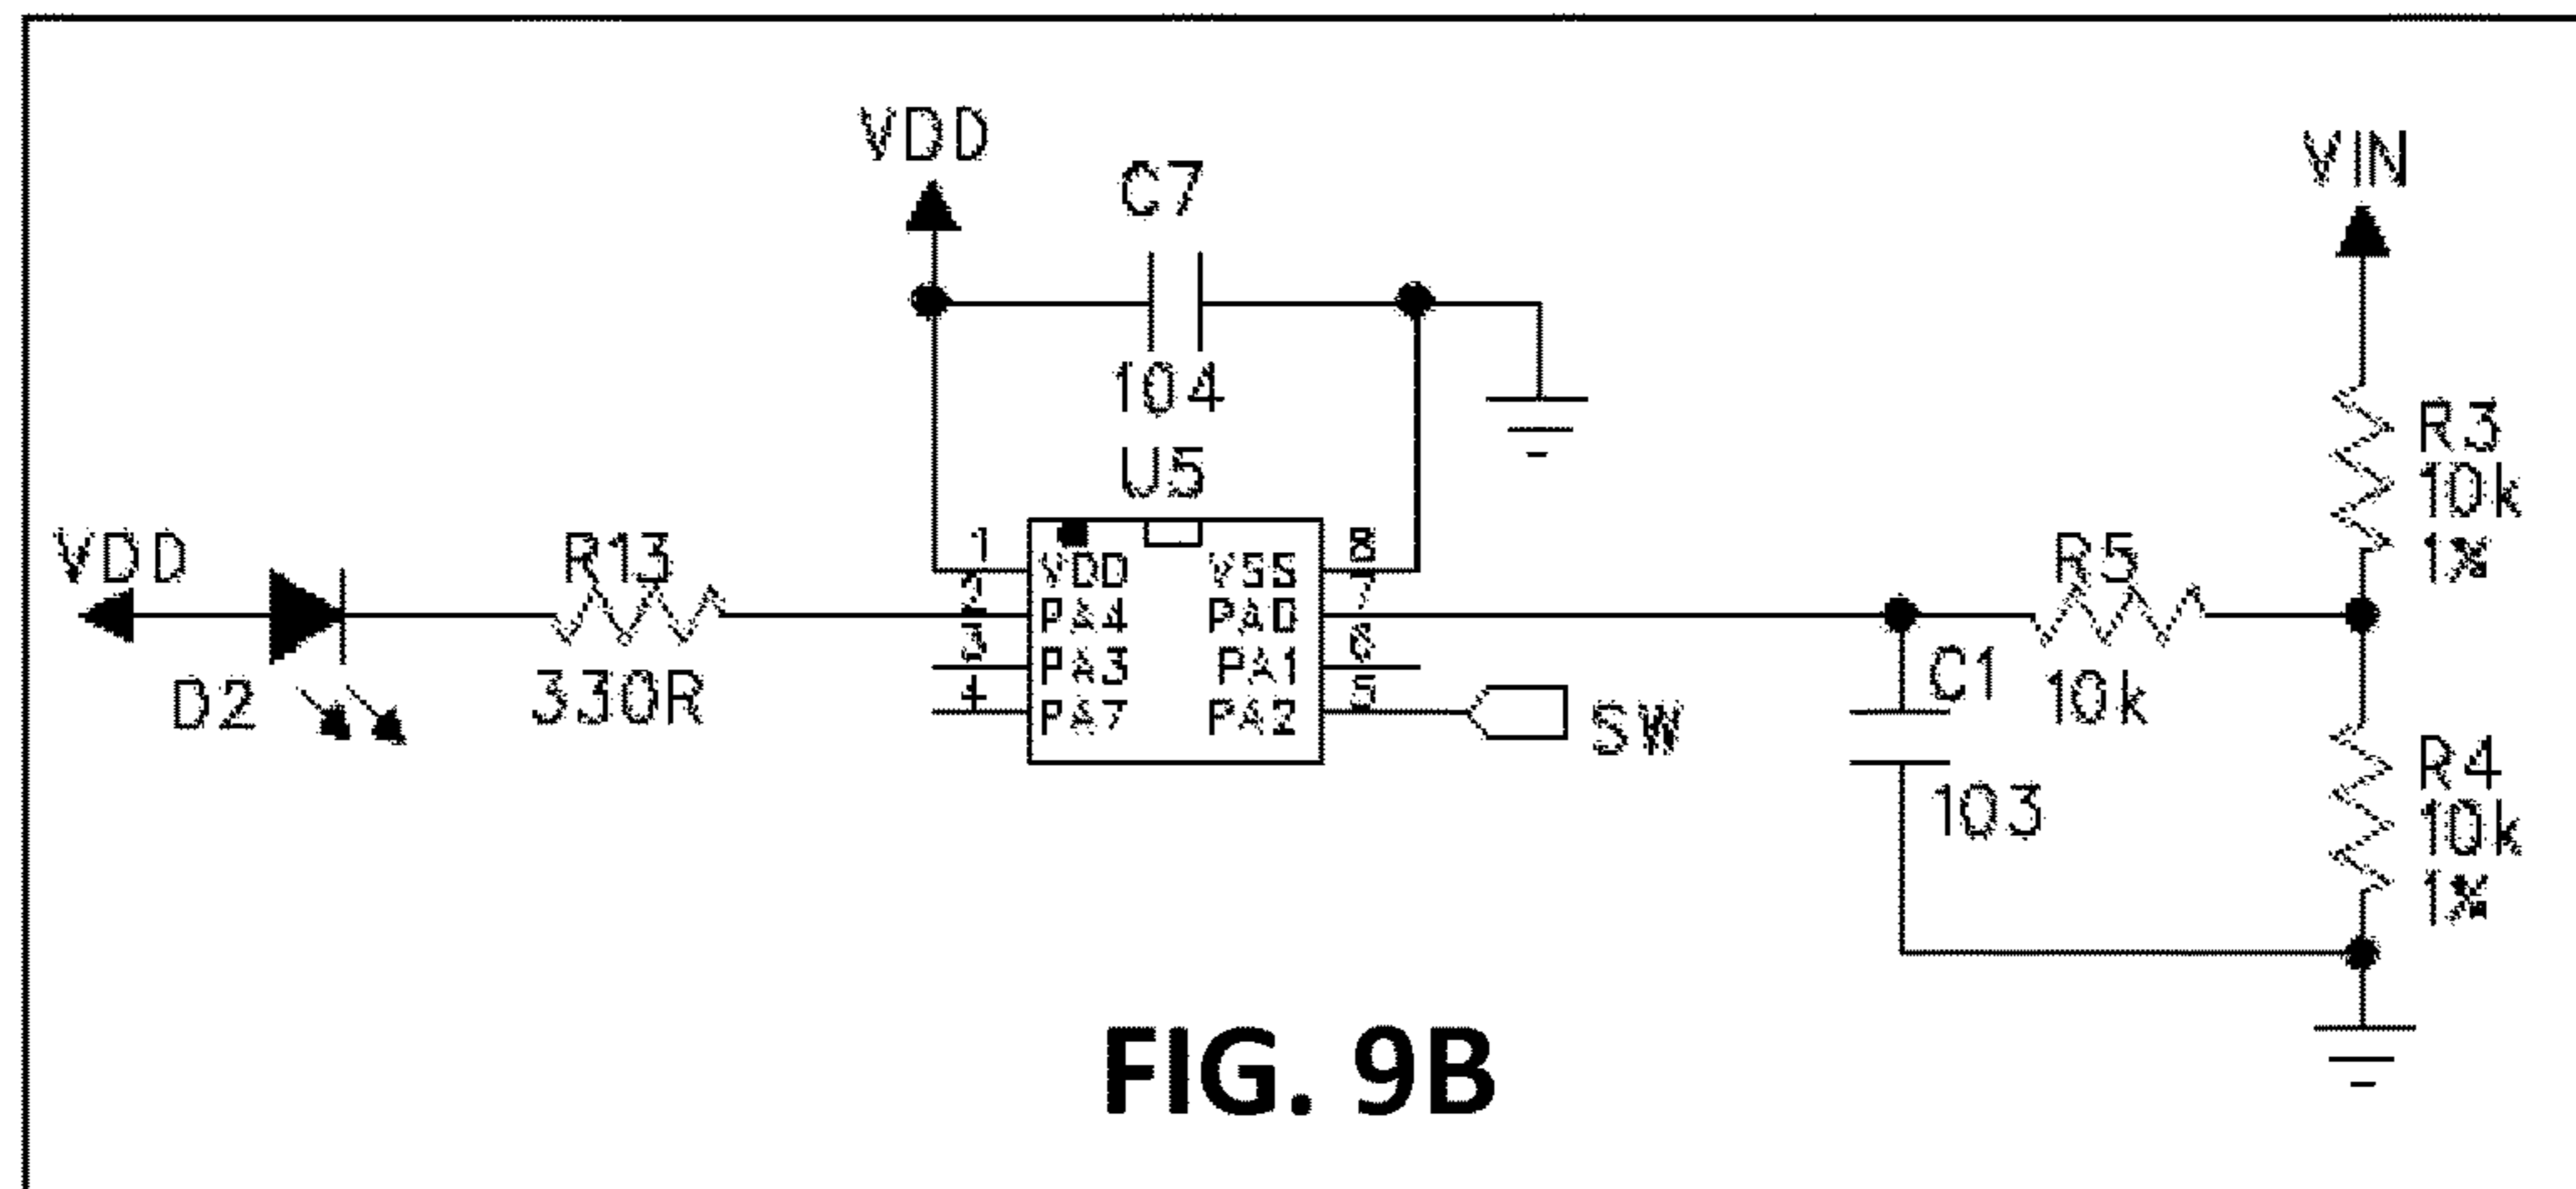 VDD
C7
104
U5
VIN
R3
10k
1%
VDD
D2
R13
330R
1
2
3
4
VDD
PA4
PA3
PA7
VSS
PA0
PA1
PA2
8
7
6
5
SW
C1
103
R5
10k
R4
10k
1%
FIG. 9B